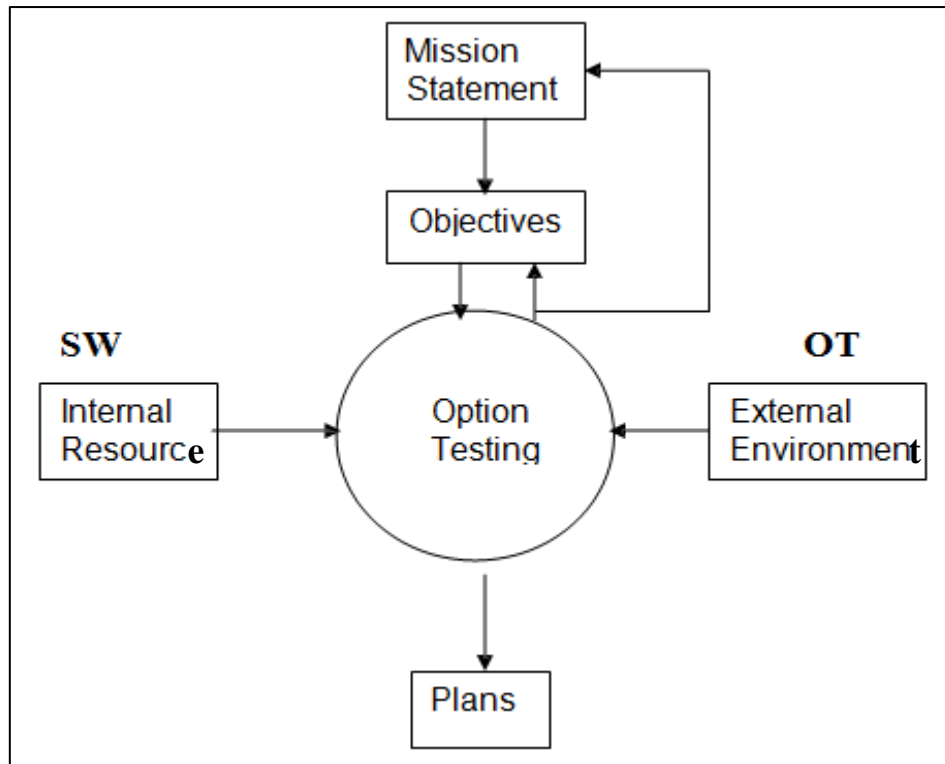 Mission
Statement
Objectives
SW
OT
Internal
Resource
Option
Testing
External
Environment
Plans